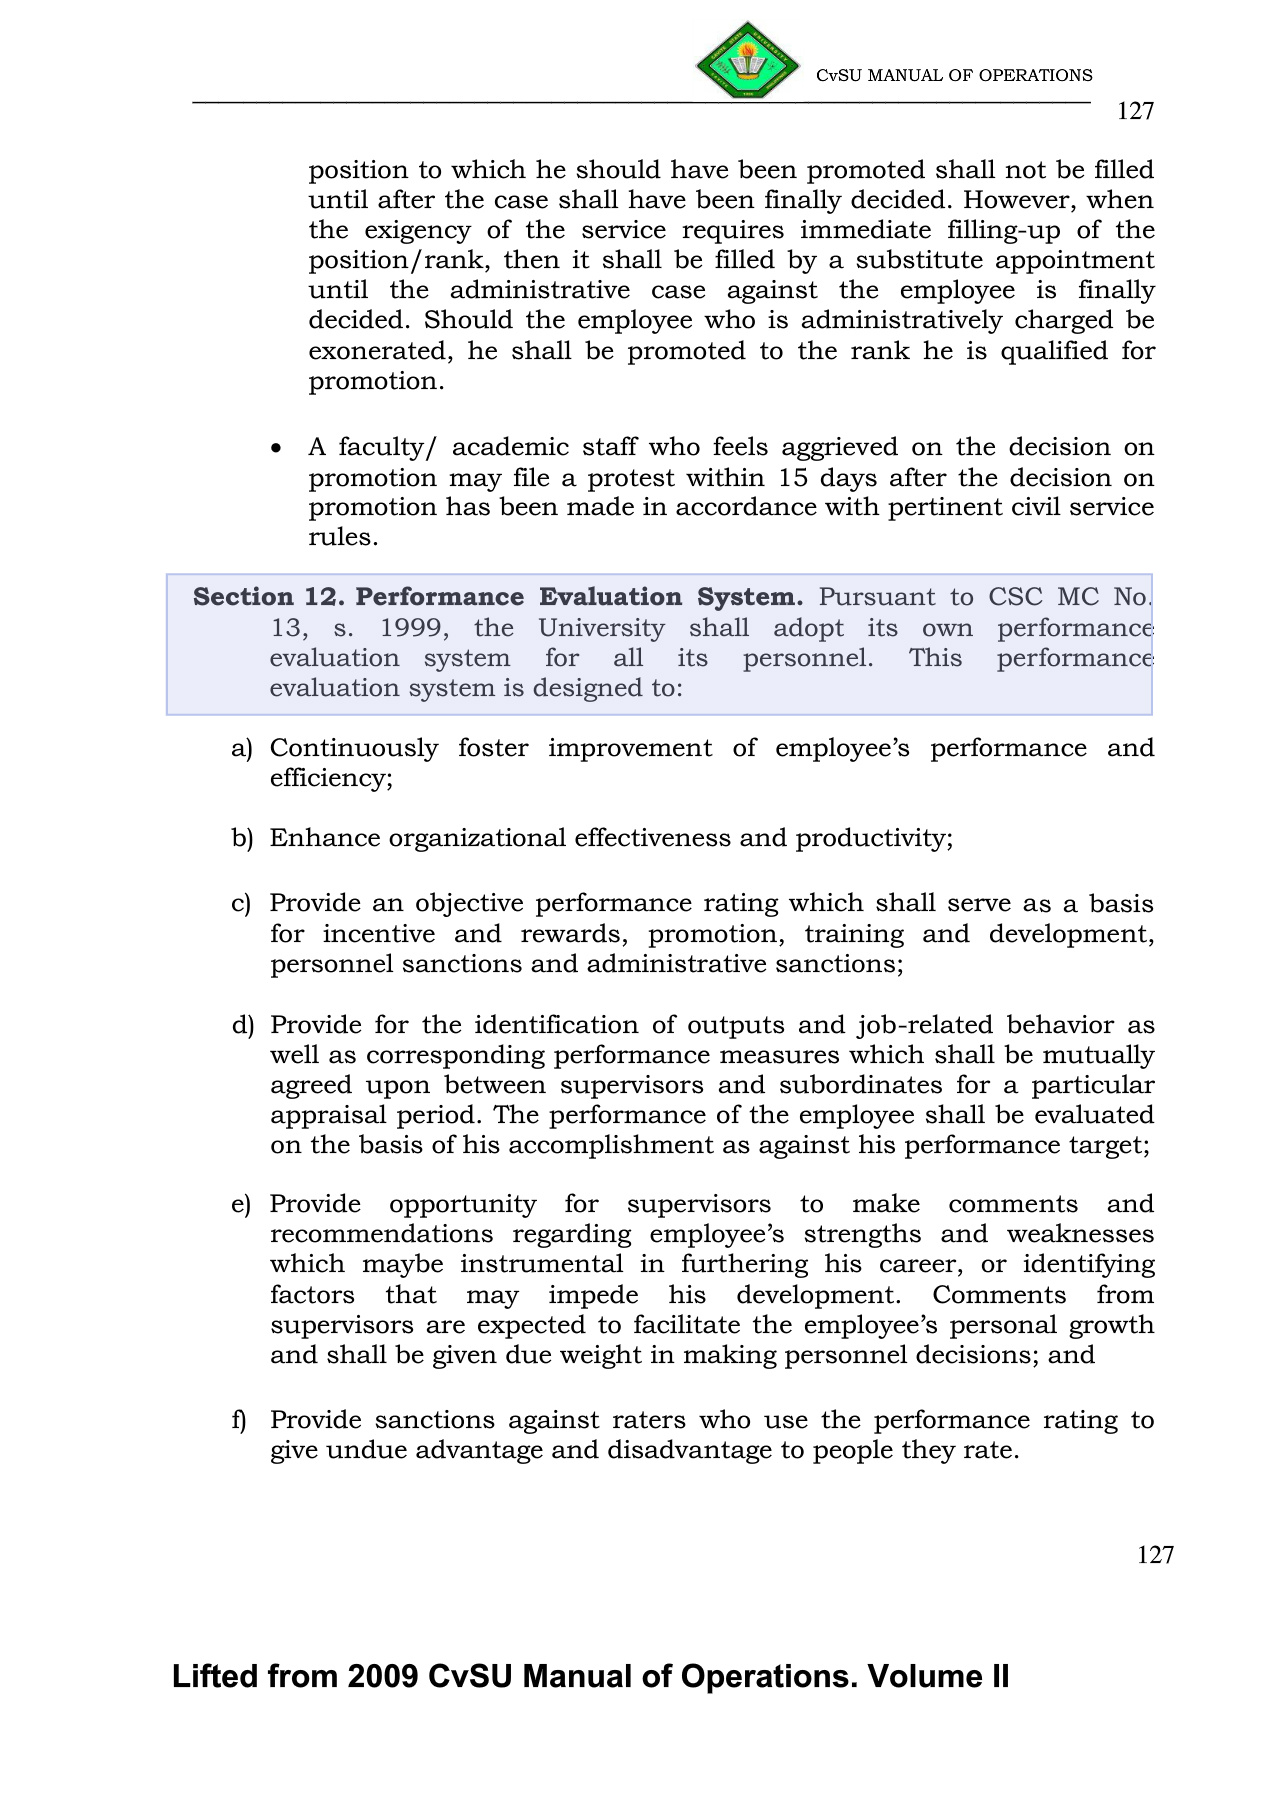 CvSU MANUAL OF OPERATIONS
127
position to which he should have been promoted shall not be filled
until after the case shall have been finally decided. However, when
the exigency of the service requires immediate filling-up of the
position/rank, then it shall be filled by a substitute appointment
until the administrative case against the employee is finally
decided. Should the employee who is administratively charged be
exonerated, he shall be promoted to the rank he is qualified for
promotion.
• A faculty/ academic staff who feels aggrieved on the decision on
promotion may file a protest within 15 days after the decision on
promotion has been made in accordance with pertinent civil service
rules.
Section 12. Performance Evaluation System. Pursuant to CSC MC No.
13, s. 1999, the University shall adopt its own performance
evaluation system for all its personnel. This performance
evaluation system is designed to:
a) Continuously foster improvement of employee’s performance and
efficiency;
b) Enhance organizational effectiveness and productivity;
c) Provide an objective performance rating which shall serve as a basis
for incentive and rewards, promotion, training and development,
personnel sanctions and administrative sanctions;
d) Provide for the identification of outputs and job-related behavior as
well as corresponding performance measures which shall be mutually
agreed upon between supervisors and subordinates for a particular
appraisal period. The performance of the employee shall be evaluated
on the basis of his accomplishment as against his performance target;
e) Provide opportunity for supervisors to make comments and
recommendations regarding employee’s strengths and weaknesses
which maybe instrumental in furthering his career, or identifying
factors that may impede his development. Comments from
supervisors are expected to facilitate the employee’s personal growth
and shall be given due weight in making personnel decisions; and
f) Provide sanctions against raters who use the performance rating to
give undue advantage and disadvantage to people they rate.
127
Lifted from 2009 CvSU Manual of Operations. Volume II